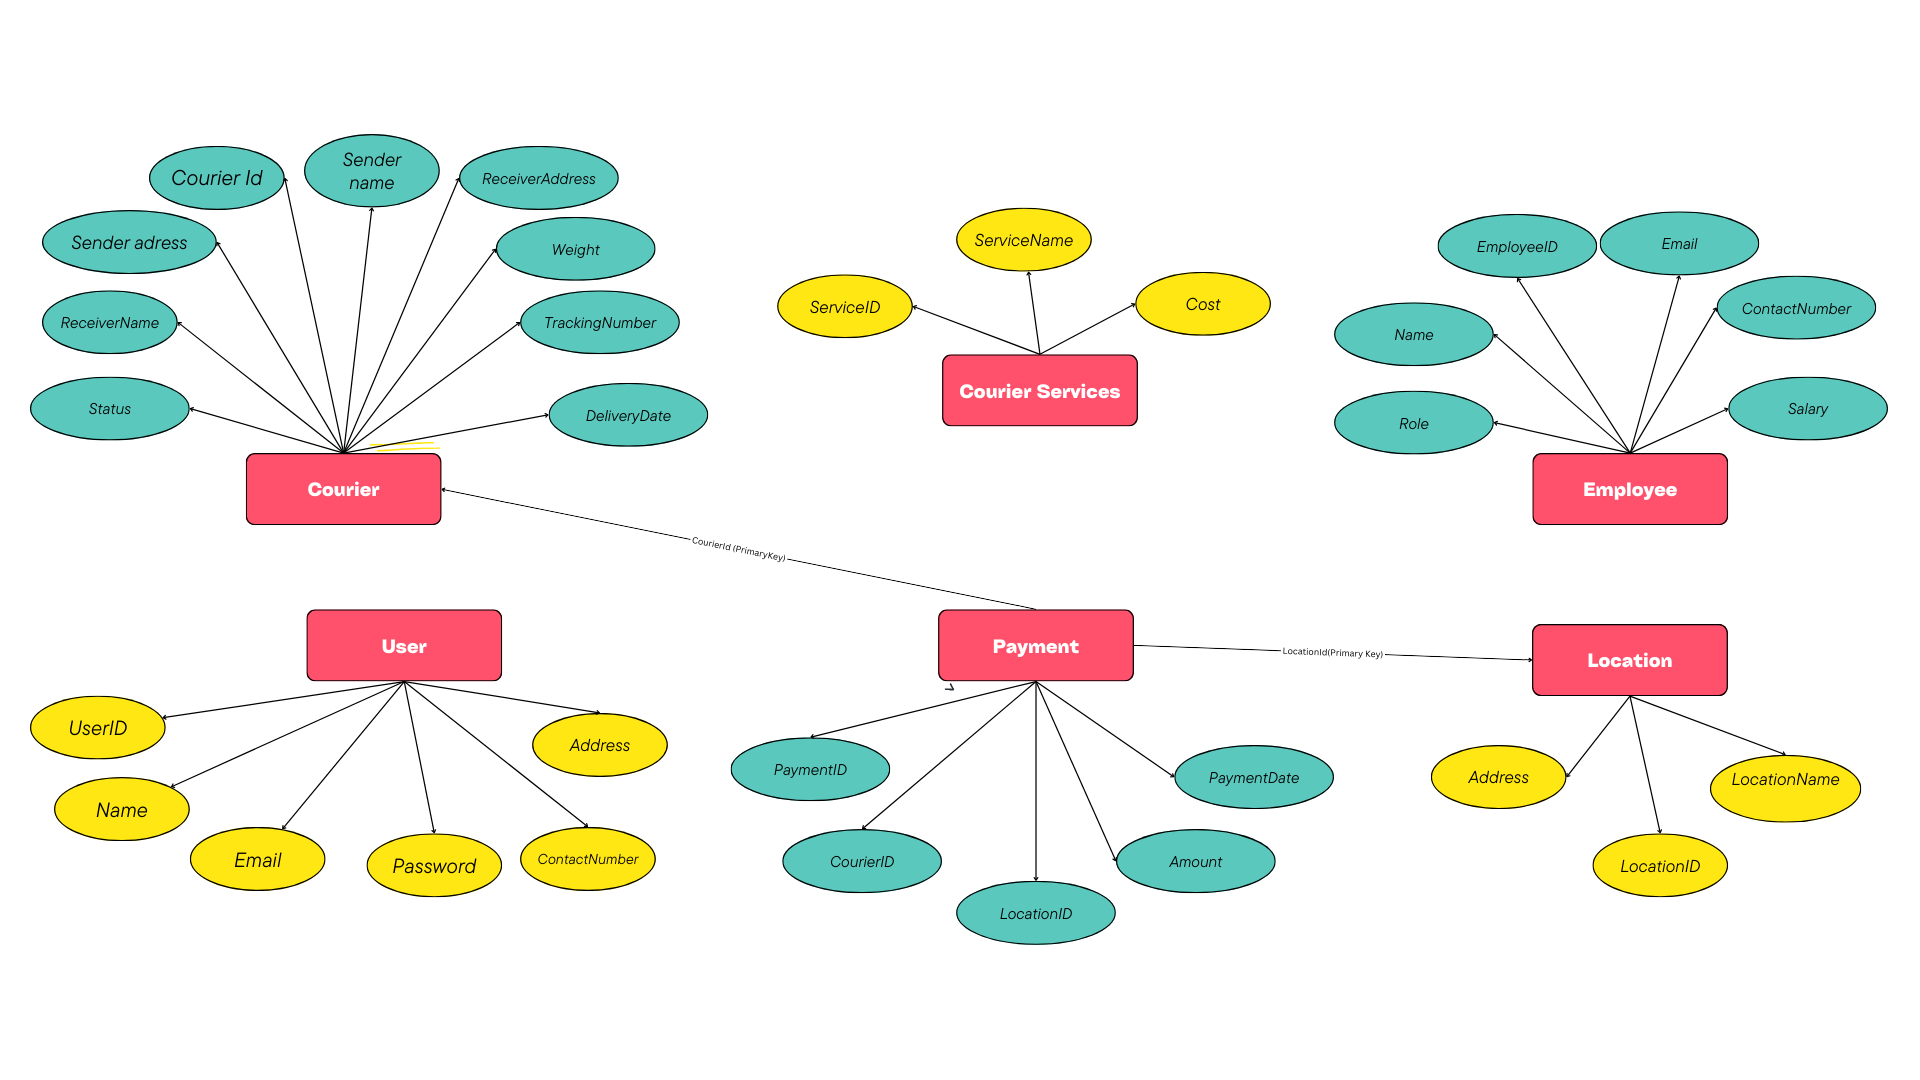 Courier Id
Sender
name
ReceiverAddress
Sender adress
Weight
ReceiverName
TrackingNumber
Status
DeliveryDate
Courier
ServiceName
ServiceID
Cost
Courier Services
EmployeeID
Email
ContactNumber
Name
Salary
Role
Employee
CourierId (PrimaryKey)
User
UserID
Address
Name
Email
Password
ContactNumber
Payment
LocationId(Primary Key)
PaymentID
PaymentDate
CourierID
Amount
LocationID
Location
Address
LocationName
LocationID